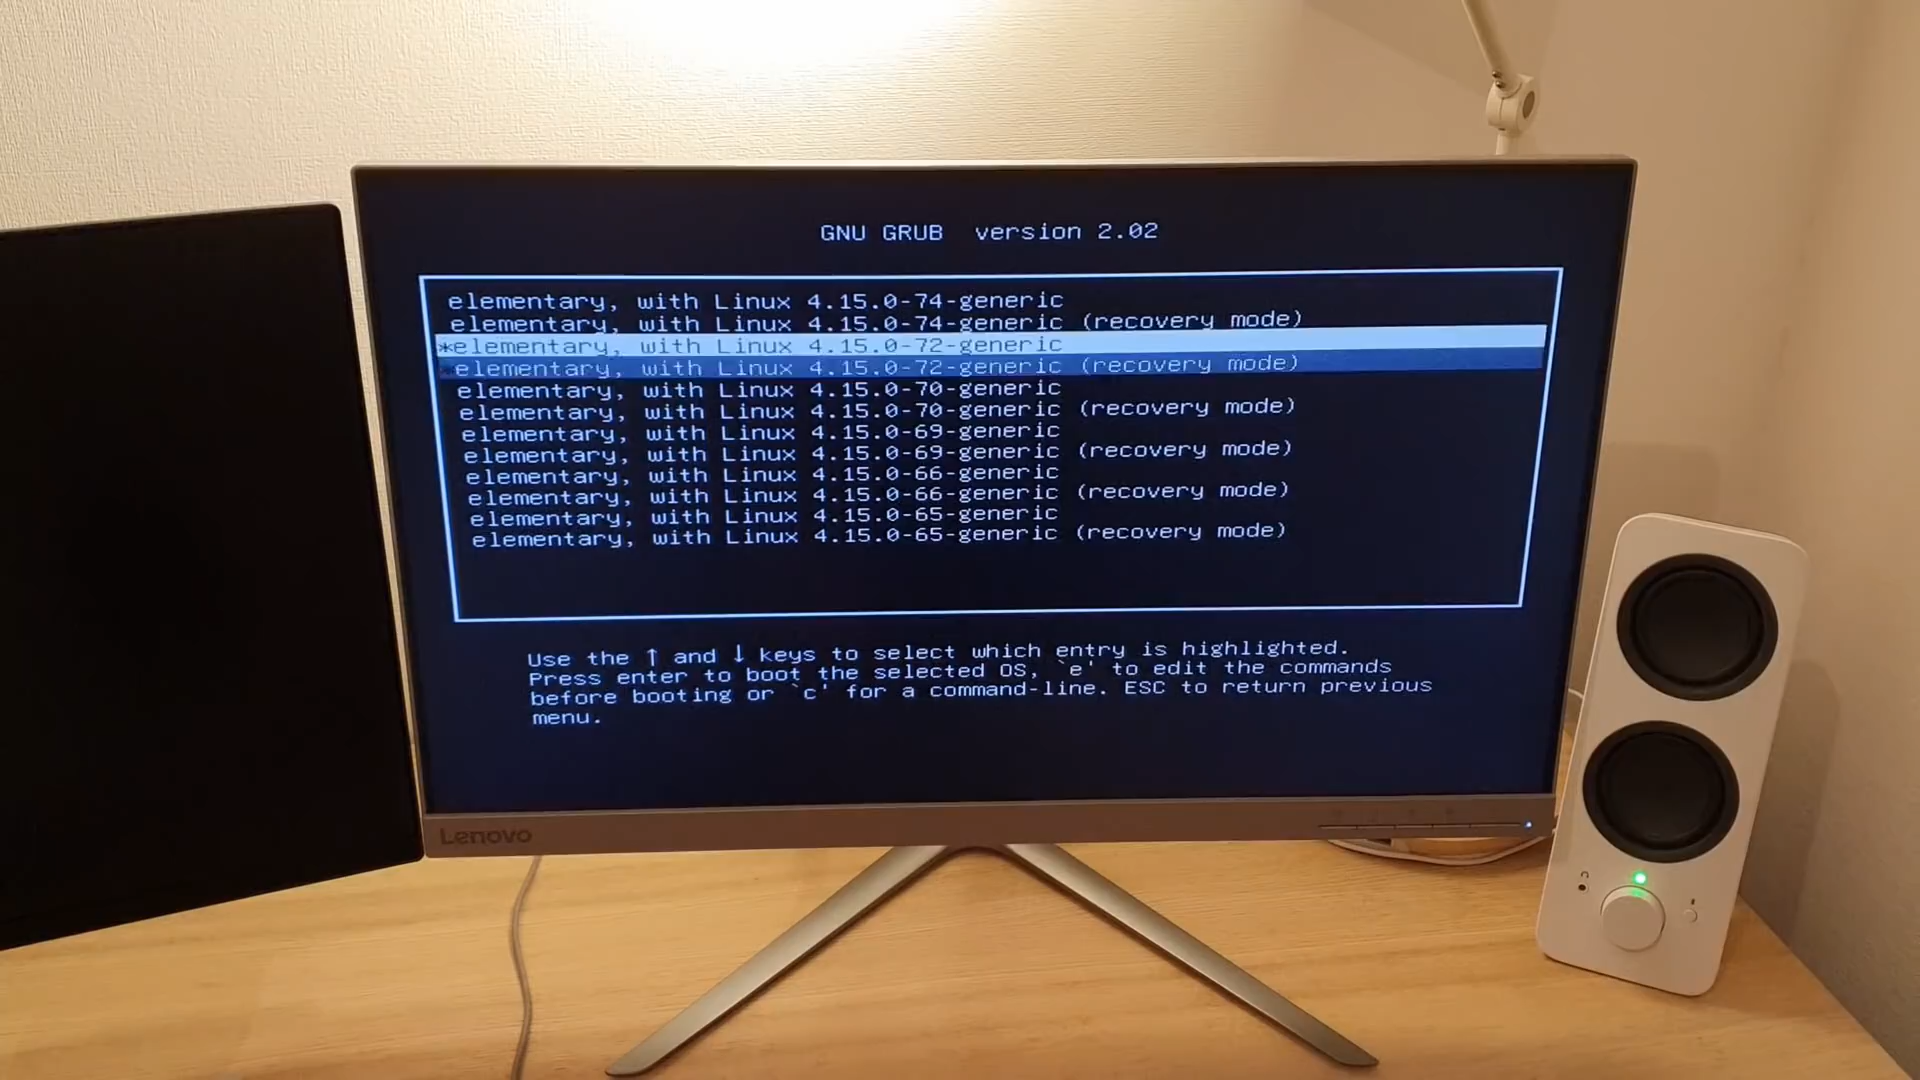 GNU GRUB version 2.02
elementary, with Linux 4.15.0-74-generic
elementary, with Linux 4.15.0-74-generic (recovery mode)
*elementary, with Linux 4.15.0-72-generic
*elementary, with Linux 4.15.0-72-generic (recovery mode)
elementary, with Linux 4.15.0-70-generic
elementary, with Linux 4.15.0-70-generic (recovery mode)
elementary, with Linux 4.15.0-69-generic
elementary, with Linux 4.15.0-69-generic (recovery mode)
elementary, with Linux 4.15.0-66-generic
elementary, with Linux 4.15.0-66-generic (recovery mode)
elementary, with Linux 4.15.0-65-generic
elementary, with Linux 4.15.0-65-generic (recovery mode)
Use the ↑ and ↓ keys to select which entry is highlighted.
Press enter to boot the selected OS, `e' to edit the commands
before booting or `c' for a command-line. ESC to return previous
menu.
Lenovo